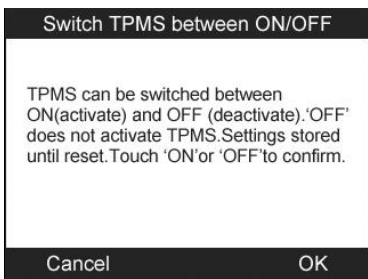 Switch TPMS between ON/OFF
TPMS can be switched between
ON(activate) and OFF (deactivate).'OFF'
does not activate TPMS.Settings stored
until reset.Touch 'ON'or 'OFF'to confirm.
Cancel OK